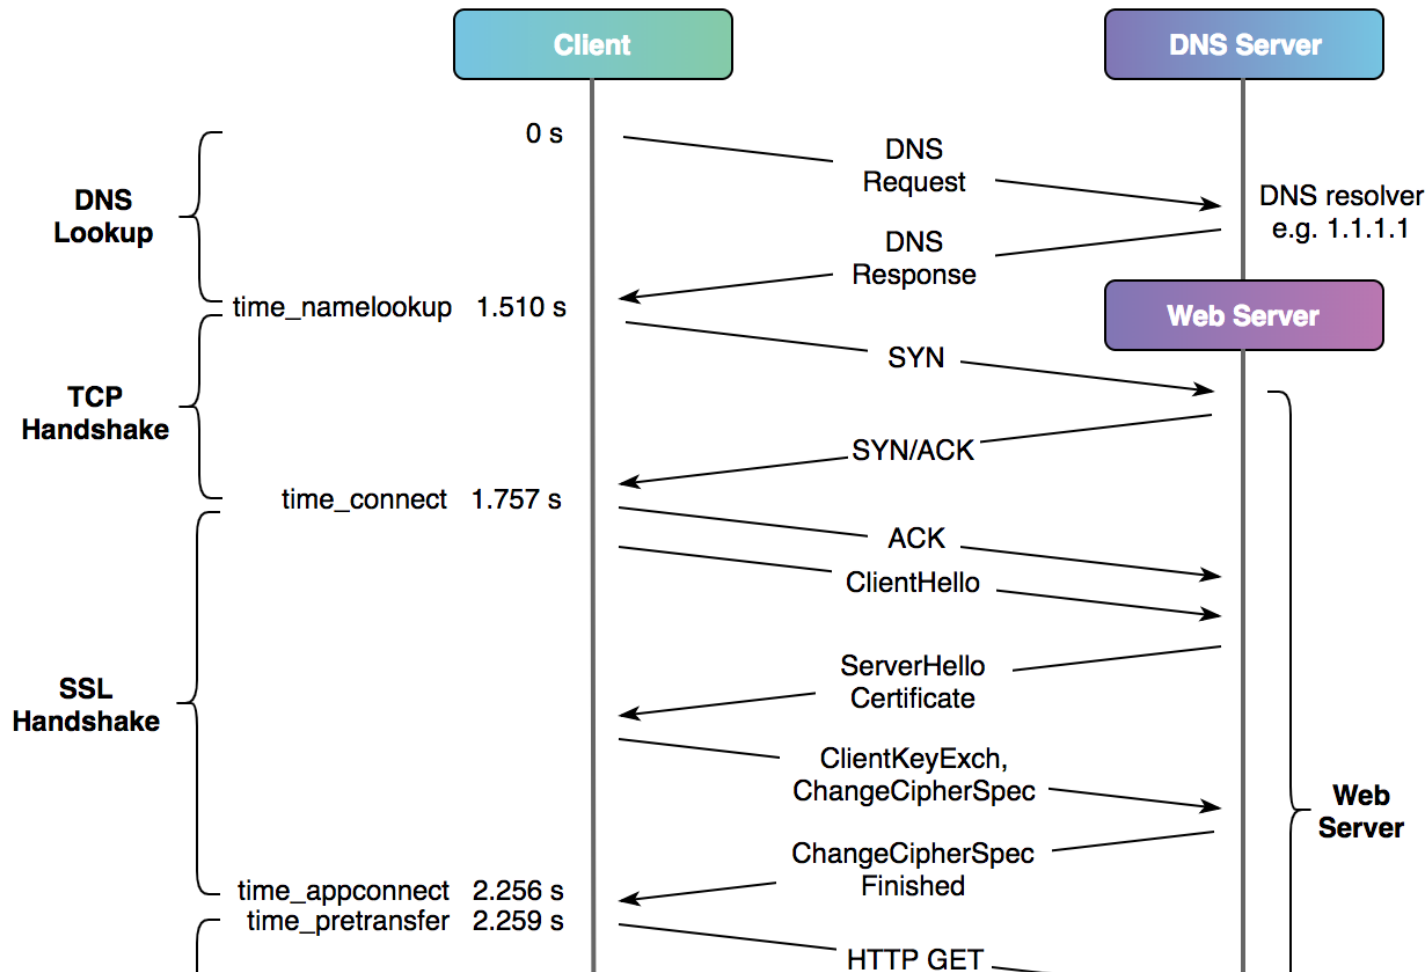 Client
DNS Server
0 s
DNS
Request
DNS
Lookup
DNS resolver
e.g. 1.1.1.1
DNS
Response
time_namelookup 1.510 s
Web Server
SYN
TCP
Handshake
SYN/ACK
time_connect 1.757 s
ACK
ClientHello
ServerHello
Certificate
SSL
Handshake
ClientKeyExch,
ChangeCipherSpec
Web
Server
ChangeCipherSpec
Finished
time_appconnect 2.256 s
time_pretransfer 2.259 s
HTTP GET